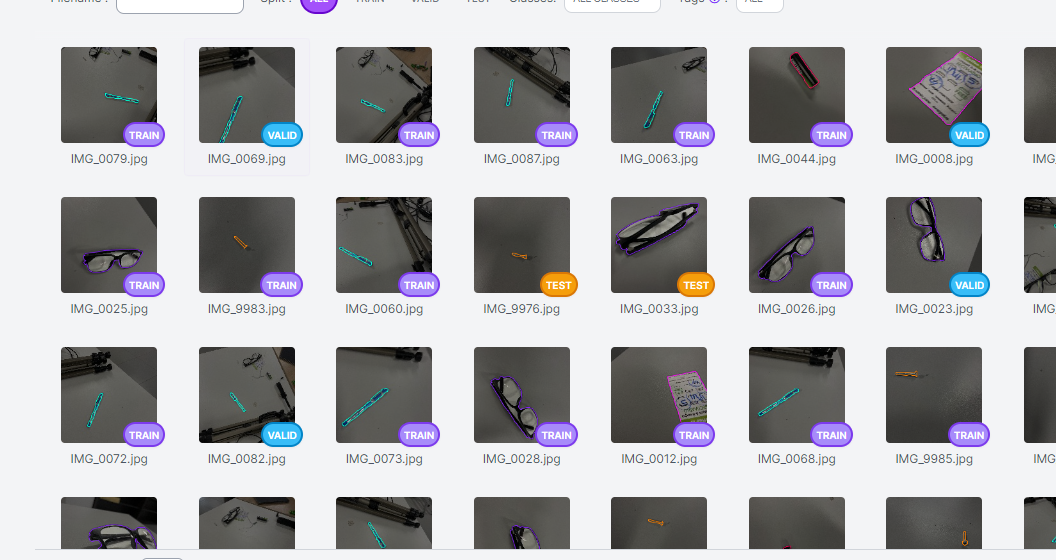 Filename : Split : ALL TRAIN VALID TEST Classes: ALL CLASSES Tags : ALL
TRAIN VALID TRAIN TRAIN TRAIN TRAIN VALID
IMG_0079.jpg IMG_0069.jpg IMG_0083.jpg IMG_0087.jpg IMG_0063.jpg IMG_0044.jpg IMG_0008.jpg
TRAIN TRAIN TRAIN TEST TEST TRAIN VALID
IMG_0025.jpg IMG_9983.jpg IMG_0060.jpg IMG_9976.jpg IMG_0033.jpg IMG_0026.jpg IMG_0023.jpg
TRAIN VALID TRAIN TRAIN TRAIN TRAIN TRAIN
IMG_0072.jpg IMG_0082.jpg IMG_0073.jpg IMG_0028.jpg IMG_0012.jpg IMG_0068.jpg IMG_9985.jpg